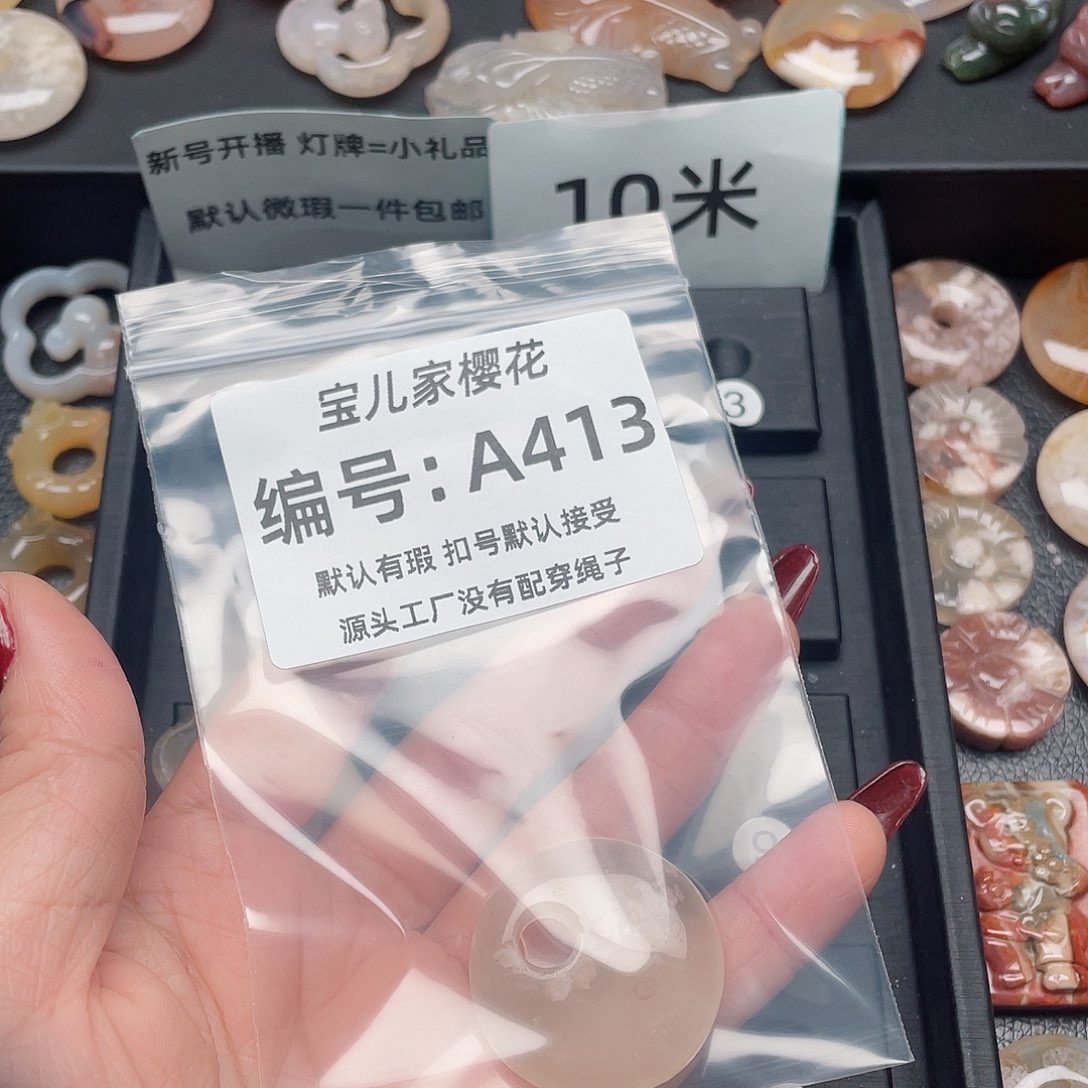 新号开播 灯牌=小礼品
默认微瑕一件包邮
10米
宝儿家樱花
编号:A413
默认有瑕 扣号默认接受
源头工厂没有配穿绳子
3
9